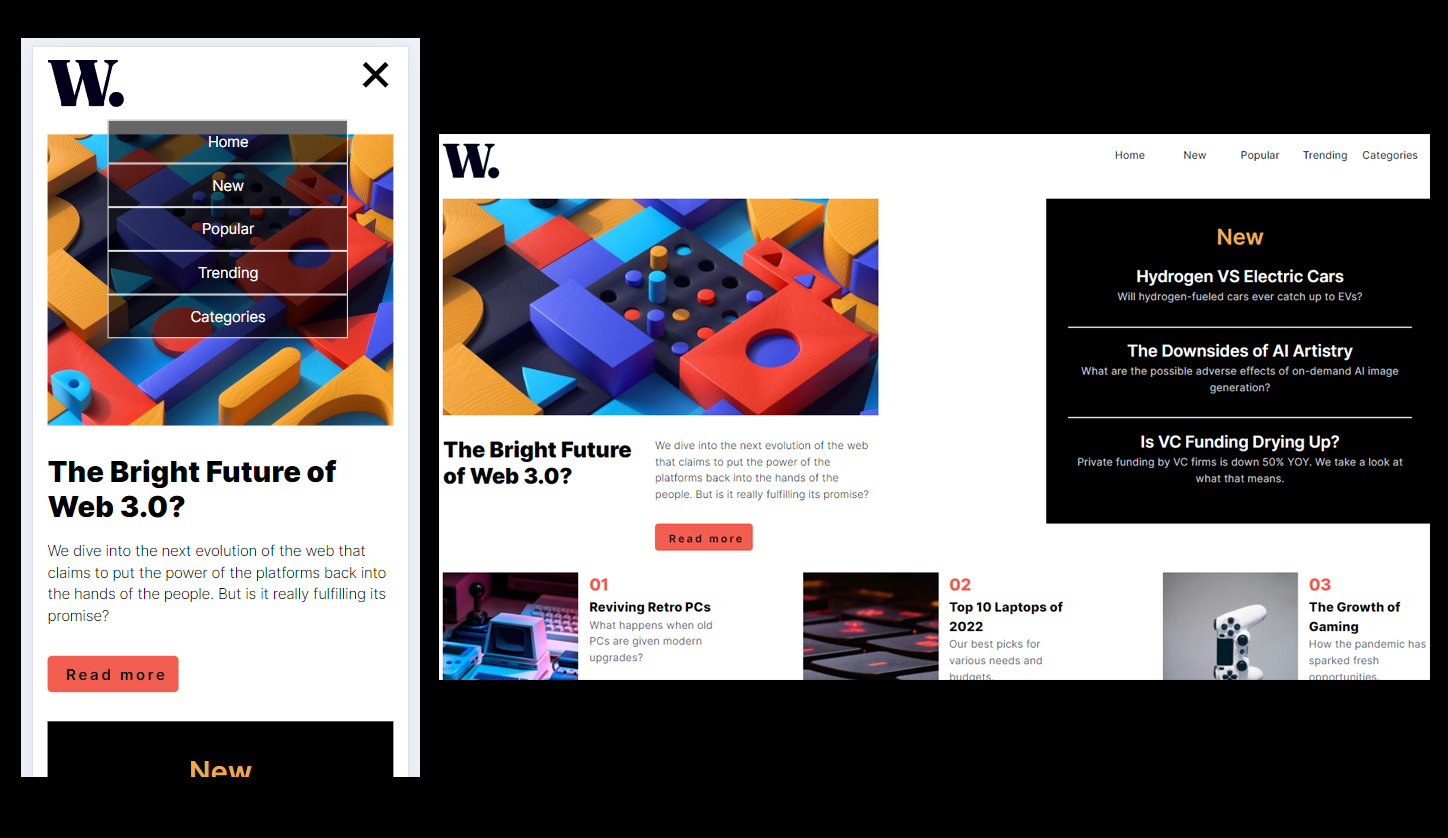 W.
Home
New
Popular
Trending
Categories
The Bright Future of
Web 3.0?
We dive into the next evolution of the web that
claims to put the power of the platforms back into
the hands of the people. But is it really fulfilling its
promise?
Read more
New
W.
Home New Popular Trending Categories
The Bright Future
of Web 3.0?
We dive into the next evolution of the web
that claims to put the power of the
platforms back into the hands of the
people. But is it really fulfilling its promise?
Read more
New
Hydrogen VS Electric Cars
Will hydrogen-fueled cars ever catch up to EVs?
The Downsides of AI Artistry
What are the possible adverse effects of on-demand AI image
generation?
Is VC Funding Drying Up?
Private funding by VC firms is down 50% YOY. We take a look at
what that means.
01
Reviving Retro PCs
What happens when old
PCs are given modern
upgrades?
02
Top 10 Laptops of
2022
Our best picks for
various needs and
budgets.
03
The Growth of
Gaming
How the pandemic has
sparked fresh
opportunities.